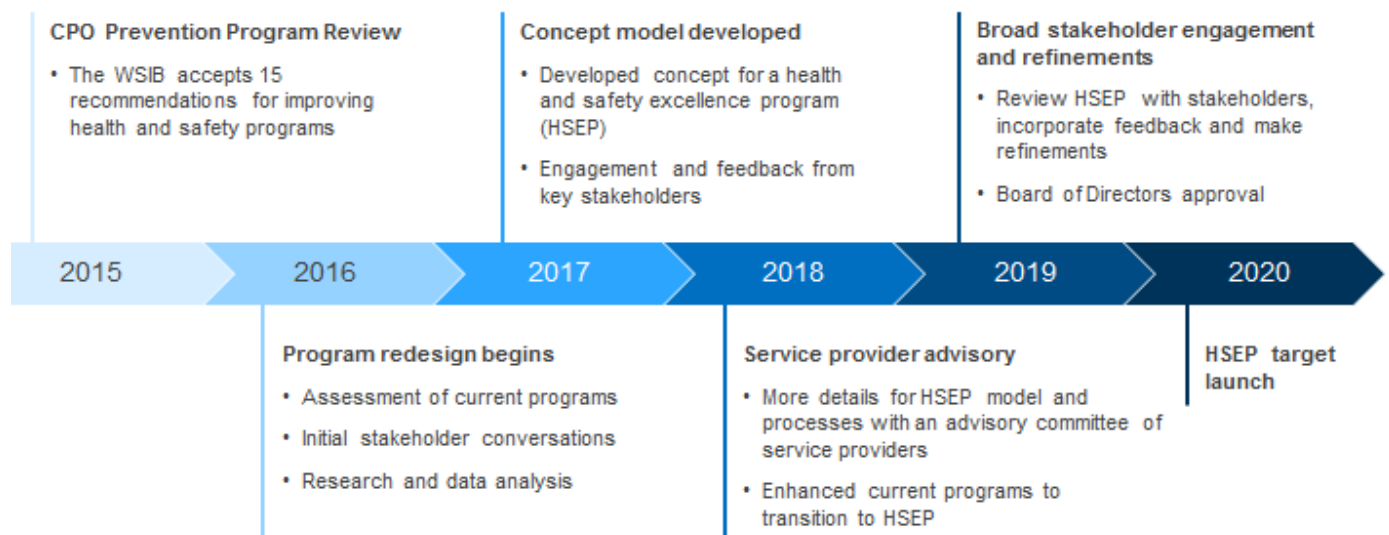 CPO Prevention Program Review
• The WSIB accepts 15
recommendations for improving
health and safety programs
Concept model developed
• Developed concept for a health
and safety excellence program
(HSEP)
• Engagement and feedback from
key stakeholders
Broad stakeholder engagement
and refinements
• Review HSEP with stakeholders,
incorporate feedback and make
refinements
• Board of Directors approval
2015
2016
2017
2018
2019
2020
Program redesign begins
• Assessment of current programs
• Initial stakeholder conversations
• Research and data analysis
Service provider advisory
• More details for HSEP model and
processes with an advisory committee of
service providers
• Enhanced current programs to
transition to HSEP
HSEP target
launch